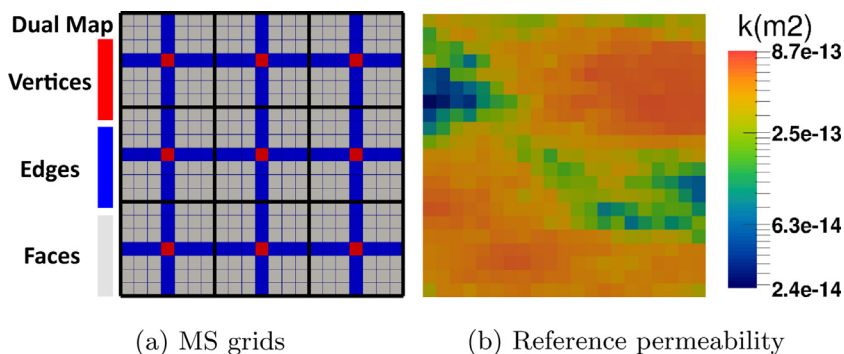 Dual Map
Vertices
Edges
Faces
k(m2)
8.7e-13
2.5e-13
6.3e-14
2.4e-14
(a) MS grids
(b) Reference permeability